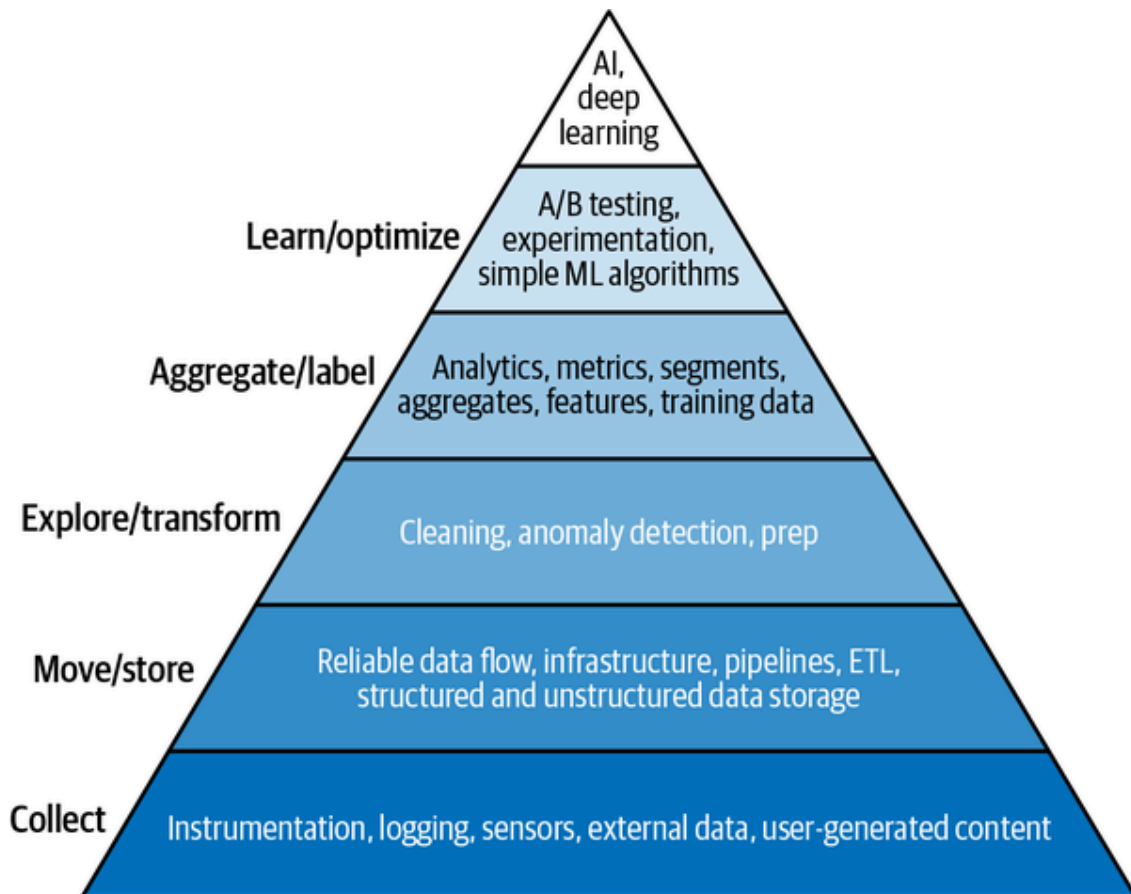 AI,
deep
learning
Learn/optimize
A/B testing,
experimentation,
simple ML algorithms
Aggregate/label
Analytics, metrics, segments,
aggregates, features, training data
Explore/transform
Cleaning, anomaly detection, prep
Move/store
Reliable data flow, infrastructure, pipelines, ETL,
structured and unstructured data storage
Collect
Instrumentation, logging, sensors, external data, user-generated content